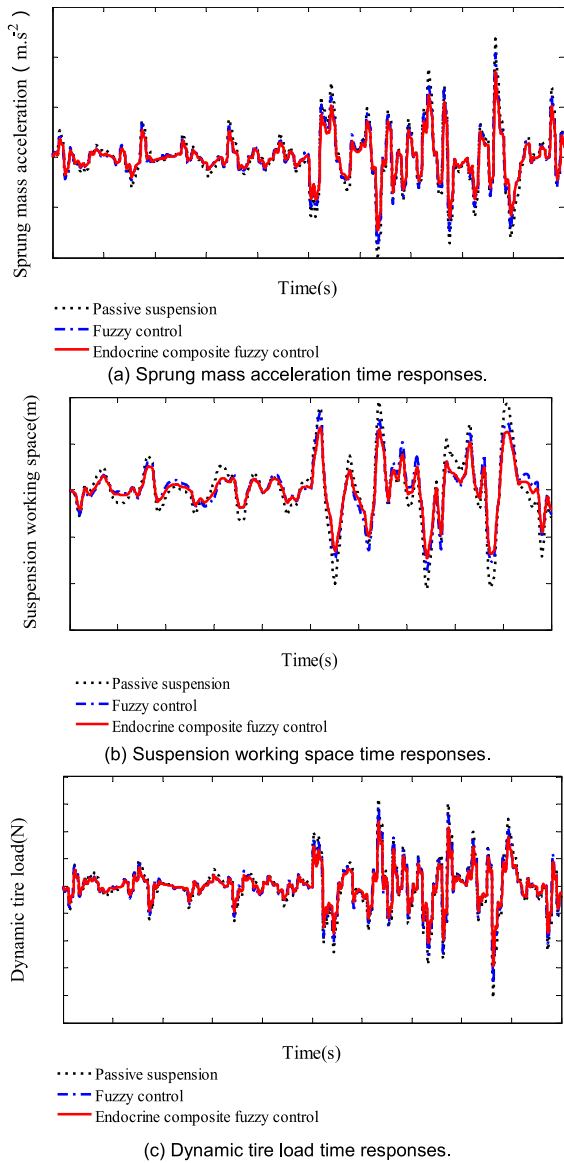 Sprung mass acceleration ( m.s²)
Time(s)
Passive suspension
Fuzzy control
Endocrine composite fuzzy control
(a) Sprung mass acceleration time responses.
Suspension working space(m)
Time(s)
Passive suspension
Fuzzy control
Endocrine composite fuzzy control
(b) Suspension working space time responses.
Dynamic tire load(N)
Time(s)
Passive suspension
Fuzzy control
Endocrine composite fuzzy control
(c) Dynamic tire load time responses.